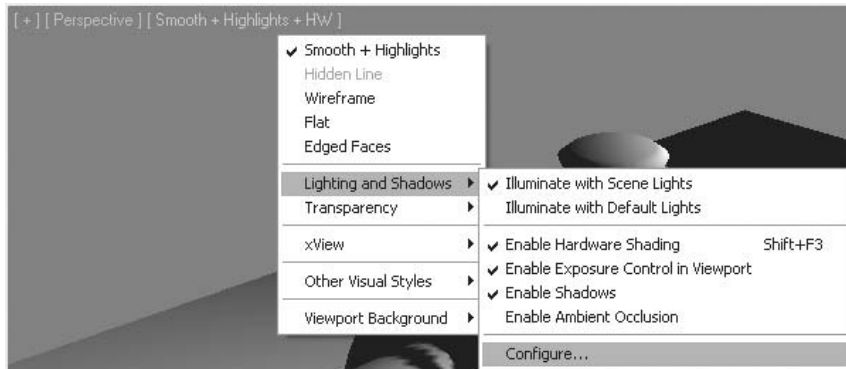 [ + ] [ Perspective ] [ Smooth + Highlights + HW ]
Smooth + Highlights
Hidden Line
Wireframe
Flat
Edged Faces
Lighting and Shadows
Transparency
xView
Other Visual Styles
Viewport Background
Illuminate with Scene Lights
Illuminate with Default Lights
Enable Hardware Shading Shift+F3
Enable Exposure Control in Viewport
Enable Shadows
Enable Ambient Occlusion
Configure...